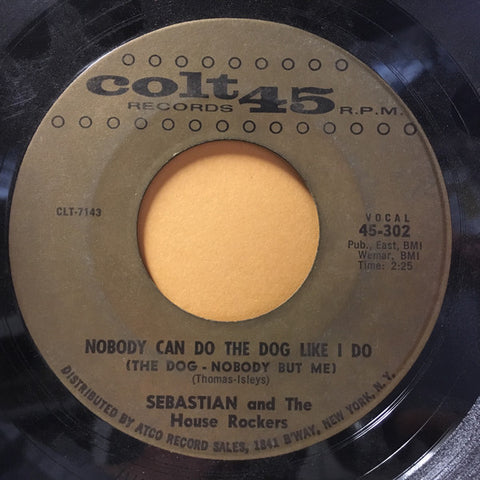 colt 45
RECORDS R.P.M.
CLT-7143
VOCAL
45-302
Pub., East, BMI
Wemar, BMI
Time: 2:25
NOBODY CAN DO THE DOG LIKE I DO
(THE DOG - NOBODY BUT ME)
(Thomas-Isleys)
SEBASTIAN and The
House Rockers
DISTRIBUTED BY ATCO RECORD SALES, 1841 B'WAY, NEW YORK, N. Y.